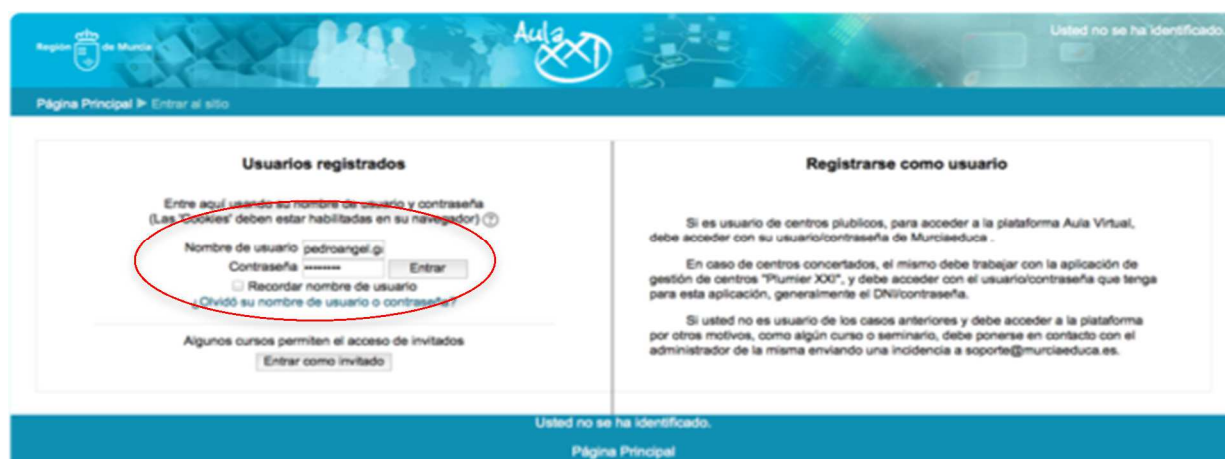 Región de Murcia
Aula XXI
Usted no se ha identificado.
Página Principal ► Entrar al sitio
Usuarios registrados
Entre aquí usando su nombre de usuario y contraseña
(Las 'Cookies' deben estar habilitadas en su navegador) ?
Nombre de usuario pedroangel.g
Contraseña ••••••••• Entrar
Recordar nombre de usuario
¿Olvidó su nombre de usuario o contraseña?
Algunos cursos permiten el acceso de invitados
Entrar como invitado
Registrarse como usuario
Si es usuario de centros plublicos, para acceder a la plataforma Aula Virtual,
debe acceder con su usuario/contraseña de Murciaeduca .
En caso de centros concertados, el mismo debe trabajar con la aplicación de
gestión de centros "Plumier XXI", y debe acceder con el usuario/contraseña que tenga
para esta aplicación, generalmente el DNI/contraseña.
Si usted no es usuario de los casos anteriores y debe acceder a la plataforma
por otros motivos, como algún curso o seminario, debe ponerse en contacto con el
administrador de la misma enviando una incidencia a soporte@murciaeduca.es.
Usted no se ha identificado.
Página Principal